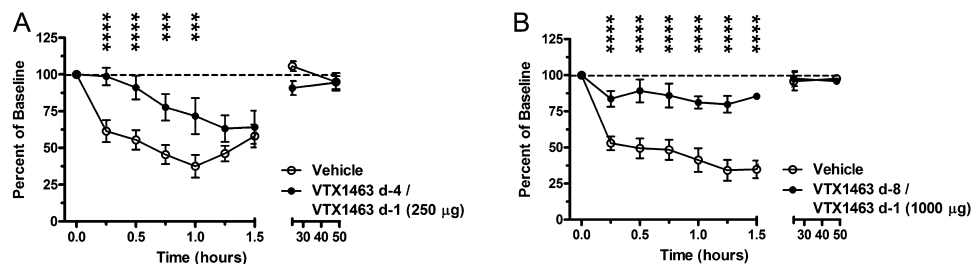 A
****
****
***
***
125
100
75
50
25
0
Percent of Baseline
0.0
0.5
1.0
1.5
30 40 50
Time (hours)
Vehicle
VTX1463 d-4 /
VTX1463 d-1 (250 µg)
B
****
****
****
****
****
****
125
100
75
50
25
0
Percent of Baseline
0.0
0.5
1.0
1.5
30 40 50
Time (hours)
Vehicle
VTX1463 d-8 /
VTX1463 d-1 (1000 µg)